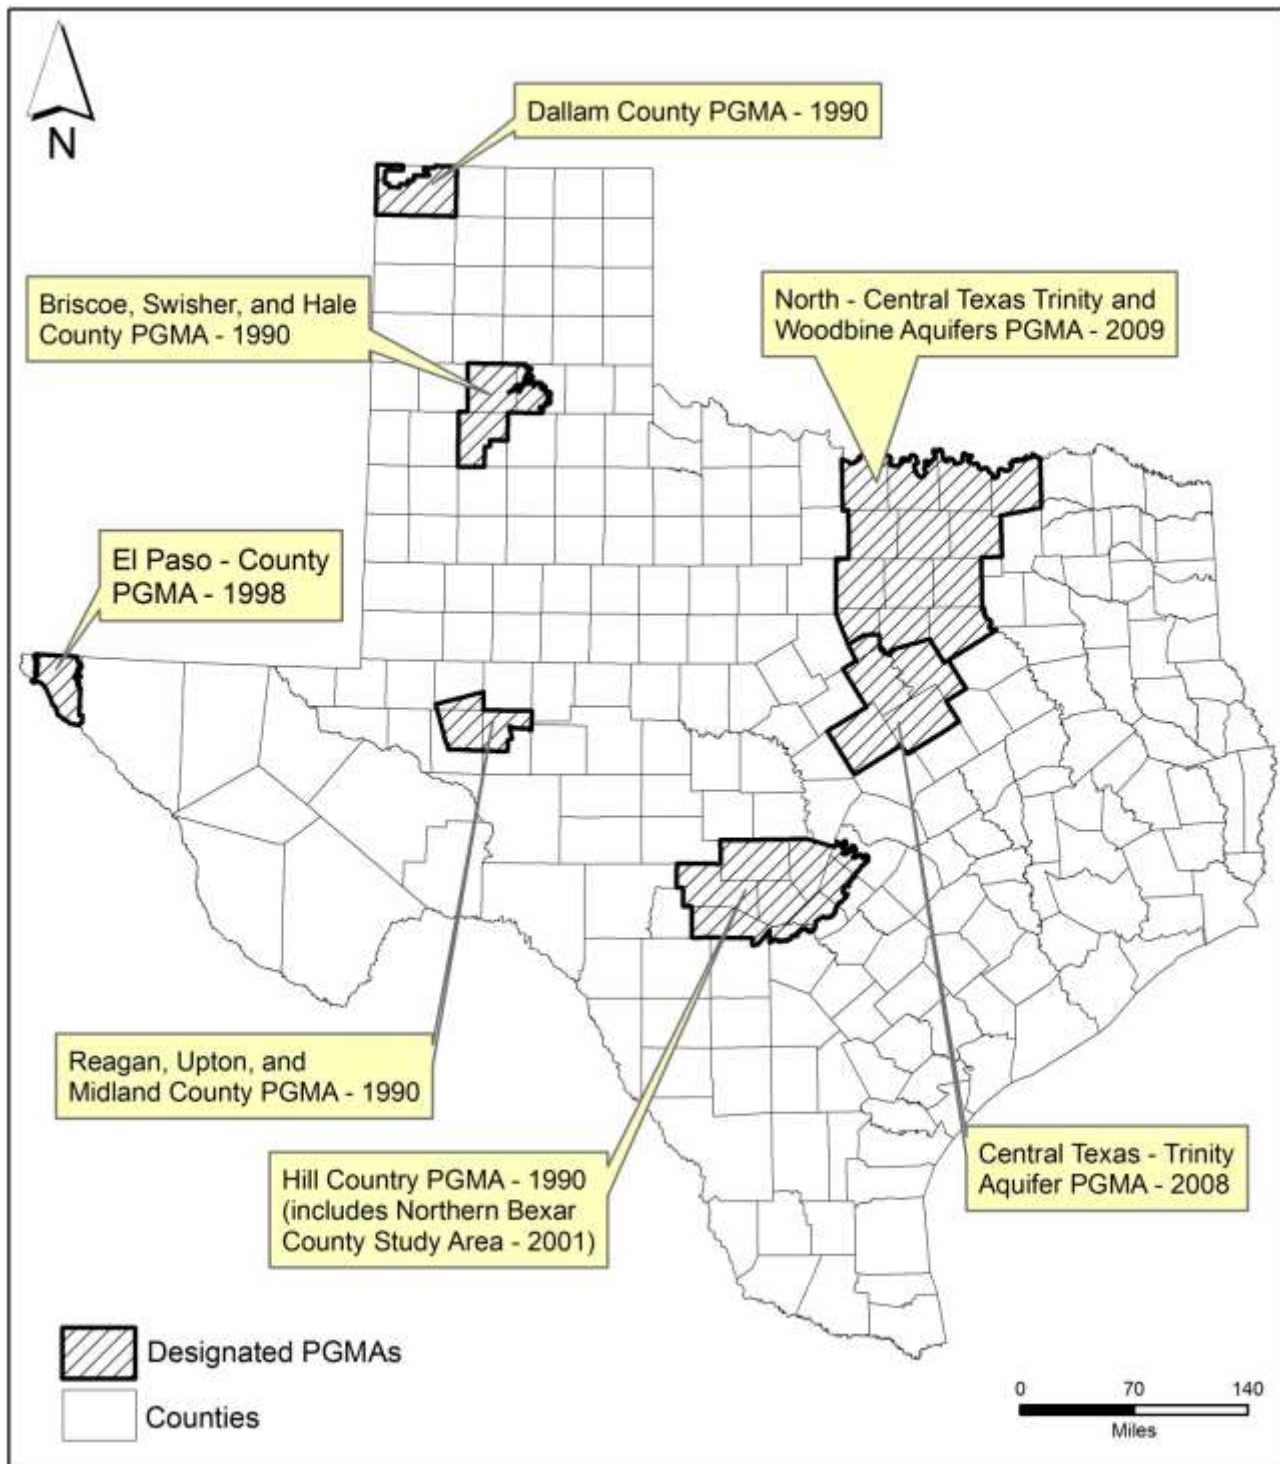 N
Dallam County PGMA - 1990
Briscoe, Swisher, and Hale
County PGMA - 1990
North - Central Texas Trinity and
Woodbine Aquifers PGMA - 2009
El Paso - County
PGMA - 1998
Reagan, Upton, and
Midland County PGMA - 1990
Hill Country PGMA - 1990
(includes Northern Bexar
County Study Area - 2001)
Central Texas - Trinity
Aquifer PGMA - 2008
Designated PGMAs
Counties
0 70 140
Miles